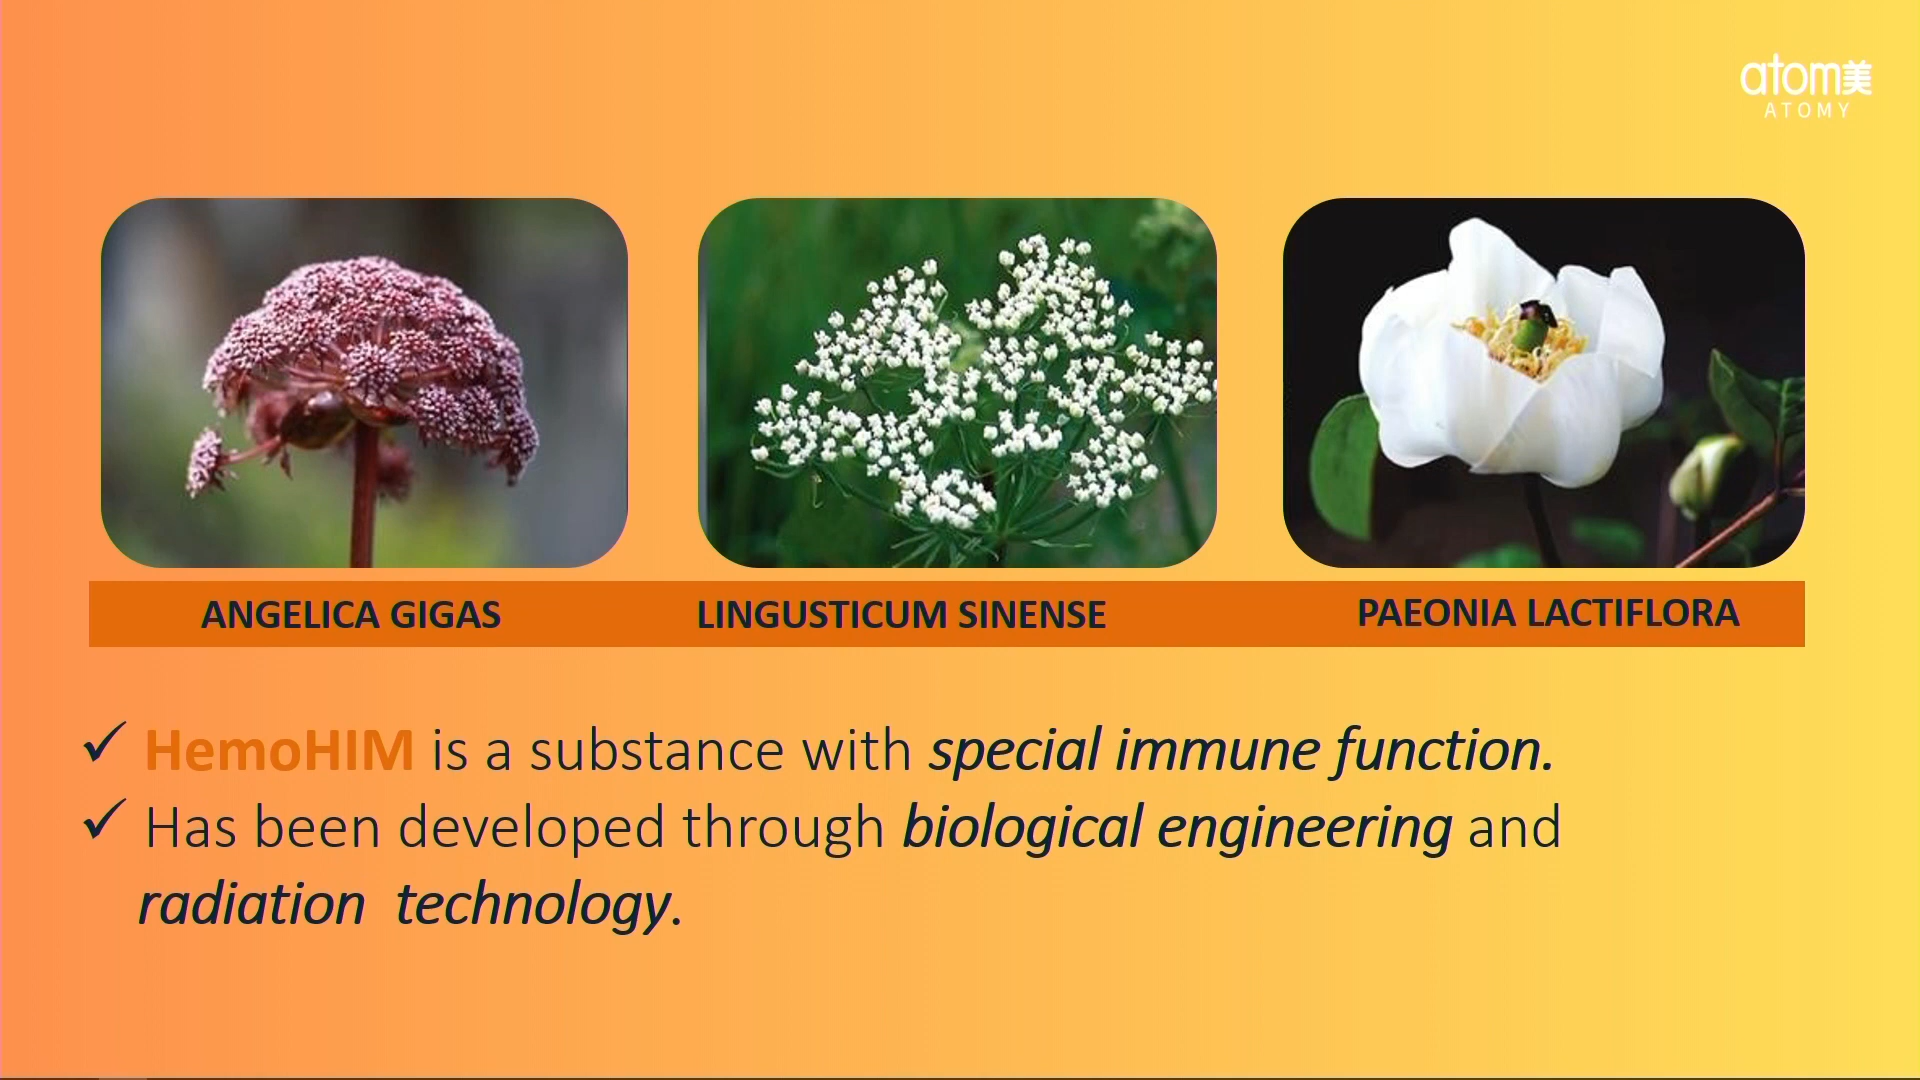 atom美
ATOMY
ANGELICA GIGAS
LINGUSTICUM SINENSE
PAEONIA LACTIFLORA
✓ HemoHIM is a substance with special immune function.
✓ Has been developed through biological engineering and
radiation technology.